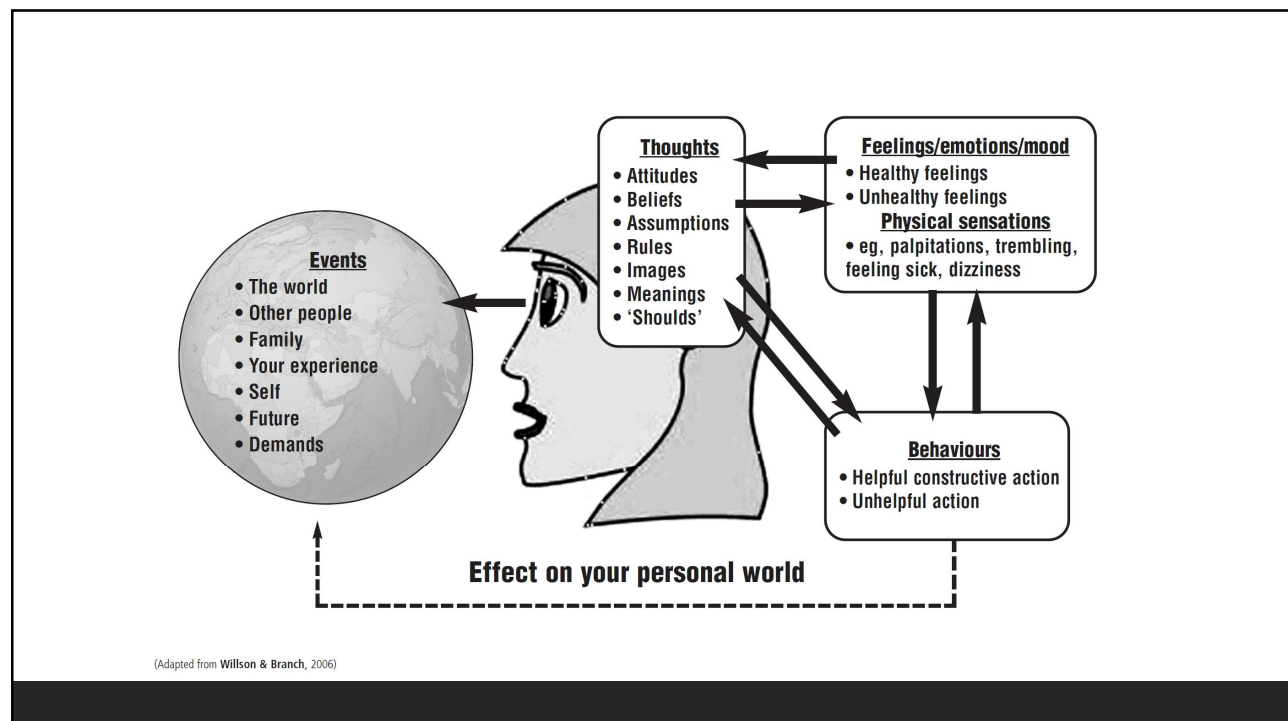 Events
• The world
• Other people
• Family
• Your experience
• Self
• Future
• Demands
Thoughts
• Attitudes
• Beliefs
• Assumptions
• Rules
• Images
• Meanings
• ‘Shoulds’
Feelings/emotions/mood
• Healthy feelings
• Unhealthy feelings
Physical sensations
• eg, palpitations, trembling,
feeling sick, dizziness
Behaviours
• Helpful constructive action
• Unhelpful action
Effect on your personal world
(Adapted from Willson & Branch, 2006)